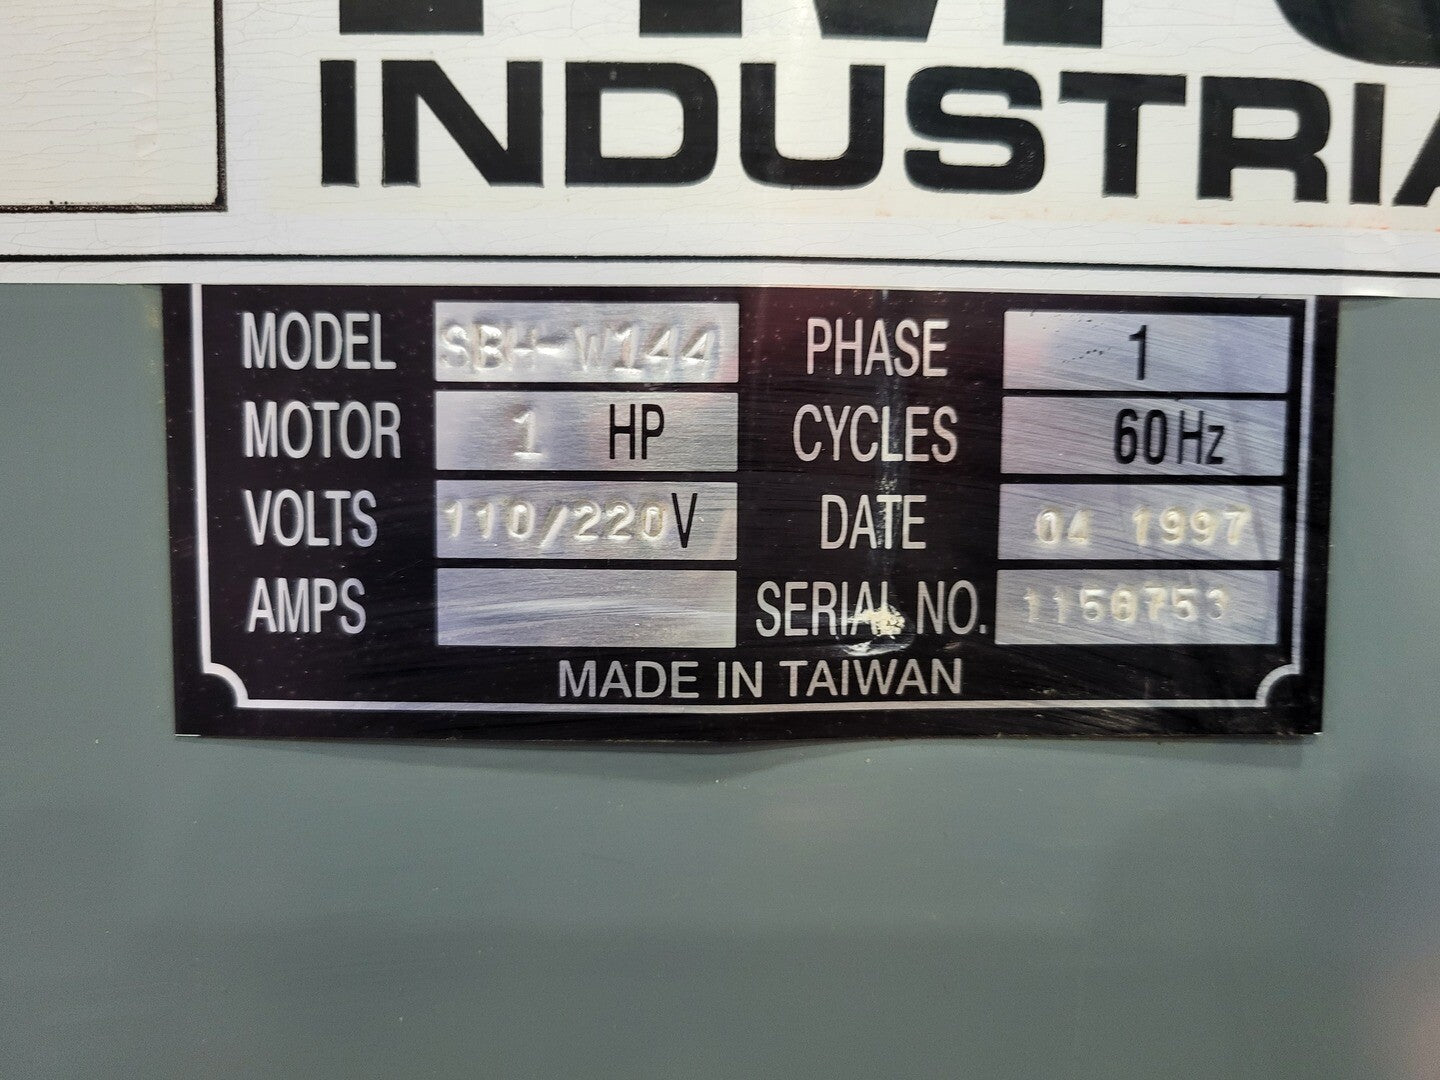 INDUSTRIA
MODEL SBH-W144 PHASE 1
MOTOR 1 HP CYCLES 60Hz
VOLTS 110/220V DATE 04 1997
AMPS SERIAL NO. 1156753
MADE IN TAIWAN